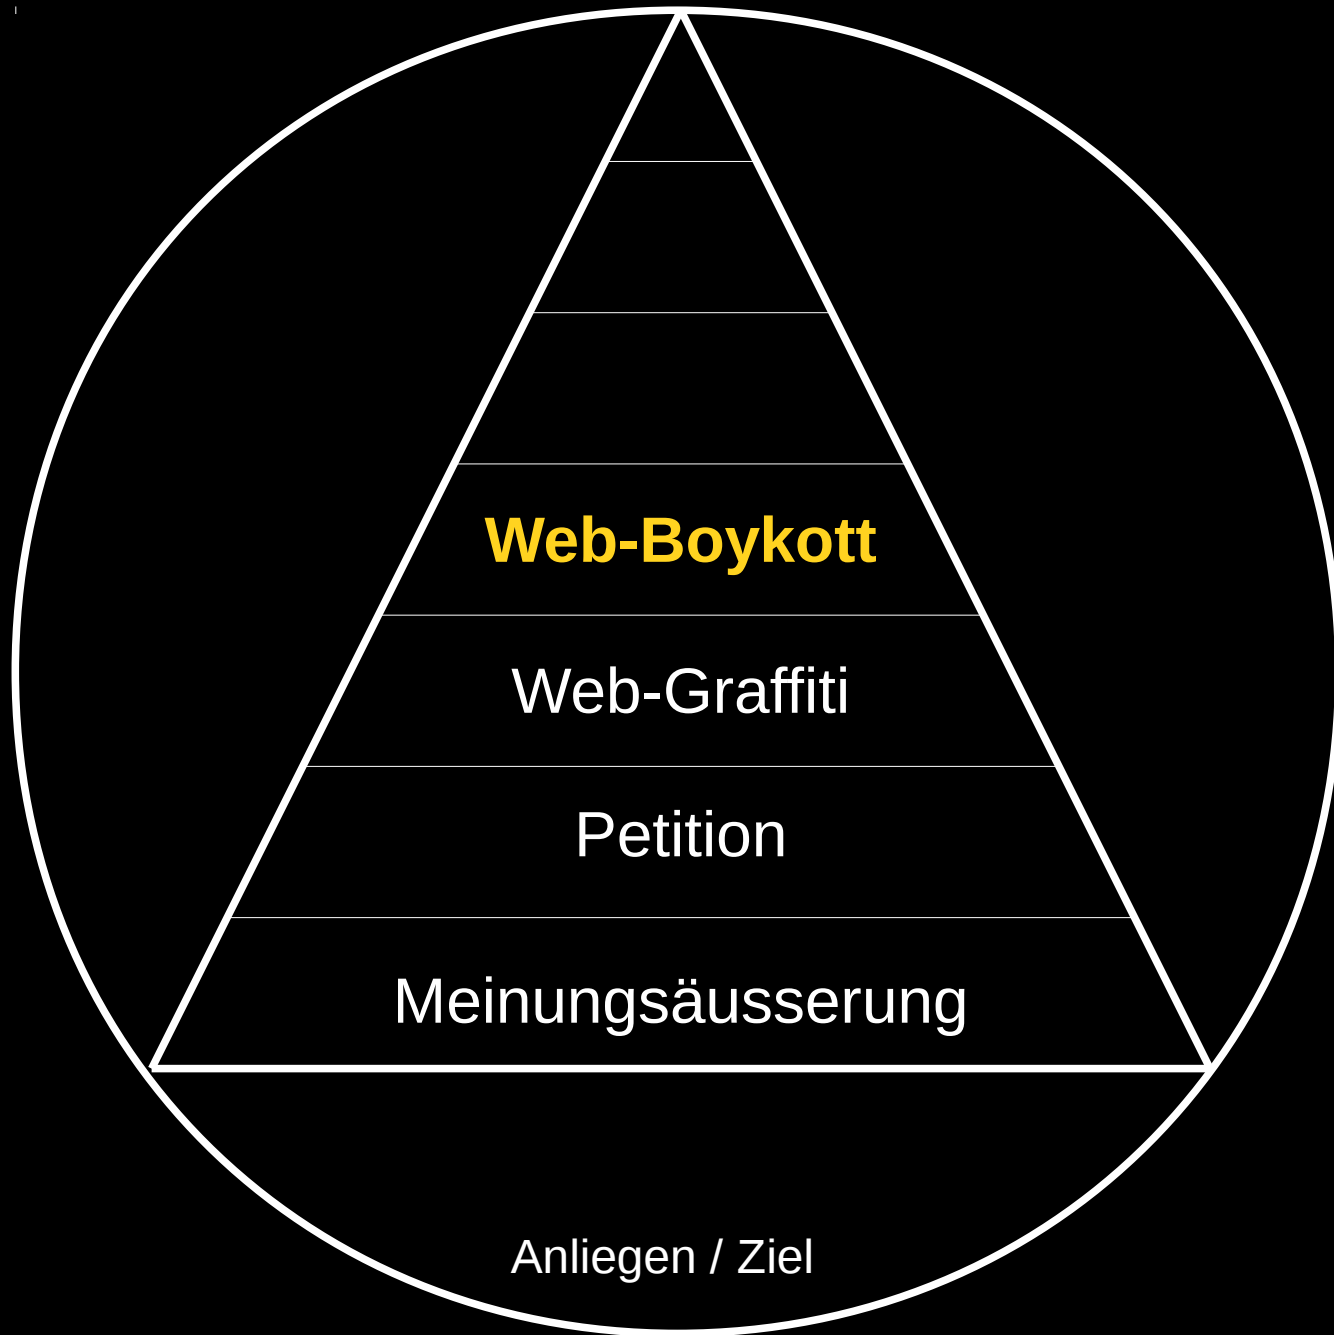 Web-Boykott
Web-Graffiti
Petition
Meinungsäusserung
Anliegen / Ziel